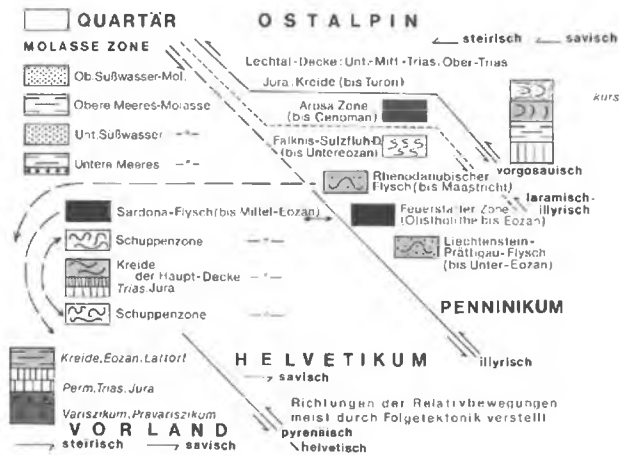 QUARTÄR
OSTALPIN
MOLASSE ZONE
steirisch
savisch
Lechtal-Decke: Unt.-Mitt.-Trias, Ober-Trias
Jura, Kreide (bis Turon)
Ob. Süßwasser-Mol.
Obere Meeres-Molasse
Unt. Süßwasser -"-
Untere Meeres -"-
Arosa Zone
(bis Cenoman)
Falknis-Sulzfluh-D.
(bis Untereozän)
kurs
vorgosauisch
Rhenodanubischer
Flysch (bis Maastricht)
laramisch-
illyrisch
Sardona-Flysch (bis Mittel-Eozän)
Feuerstätter Zone
(Olistholithe bis Eozän)
Schuppenzone -"-
Liechtenstein-
Prättigau-Flysch
(bis Unter-Eozän)
Kreide
der Haupt-Decke -"-
Trias, Jura
Schuppenzone -"-
PENNINIKUM
HELVETIKUM
illyrisch
savisch
Kreide, Eozän, Lattorf
Perm, Trias, Jura
Variszikum, Prävariszikum
Richtungen der Relativbewegungen
meist durch Folgetektonik verstellt
VORLAND
pyrenäisch
steirisch
savisch
helvetisch